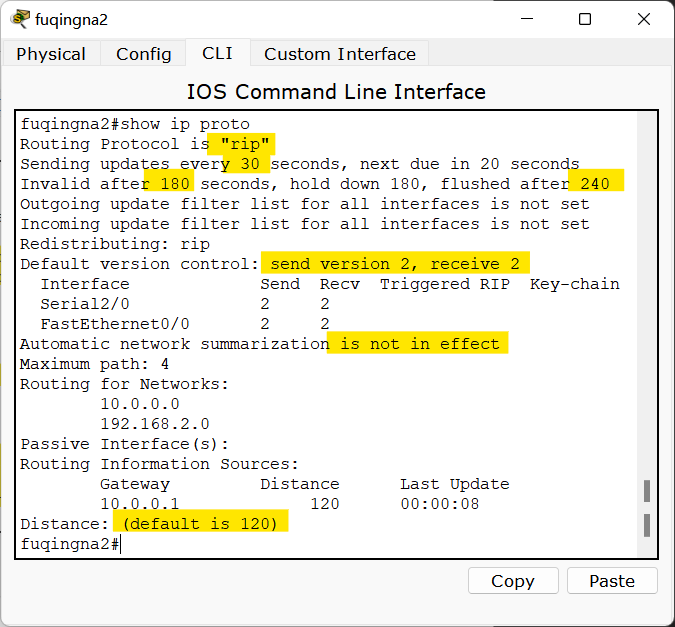 fuqingna2
Physical Config CLI Custom Interface
IOS Command Line Interface
fuqingna2#show ip proto
Routing Protocol is "rip"
Sending updates every 30 seconds, next due in 20 seconds
Invalid after 180 seconds, hold down 180, flushed after 240
Outgoing update filter list for all interfaces is not set
Incoming update filter list for all interfaces is not set
Redistributing: rip
Default version control: send version 2, receive 2
  Interface             Send  Recv  Triggered RIP  Key-chain
  Serial2/0             2     2
  FastEthernet0/0       2     2
Automatic network summarization is not in effect
Maximum path: 4
Routing for Networks:
        10.0.0.0
        192.168.2.0
Passive Interface(s):
Routing Information Sources:
        Gateway         Distance      Last Update
        10.0.0.1             120      00:00:08
Distance: (default is 120)
fuqingna2#
Copy Paste